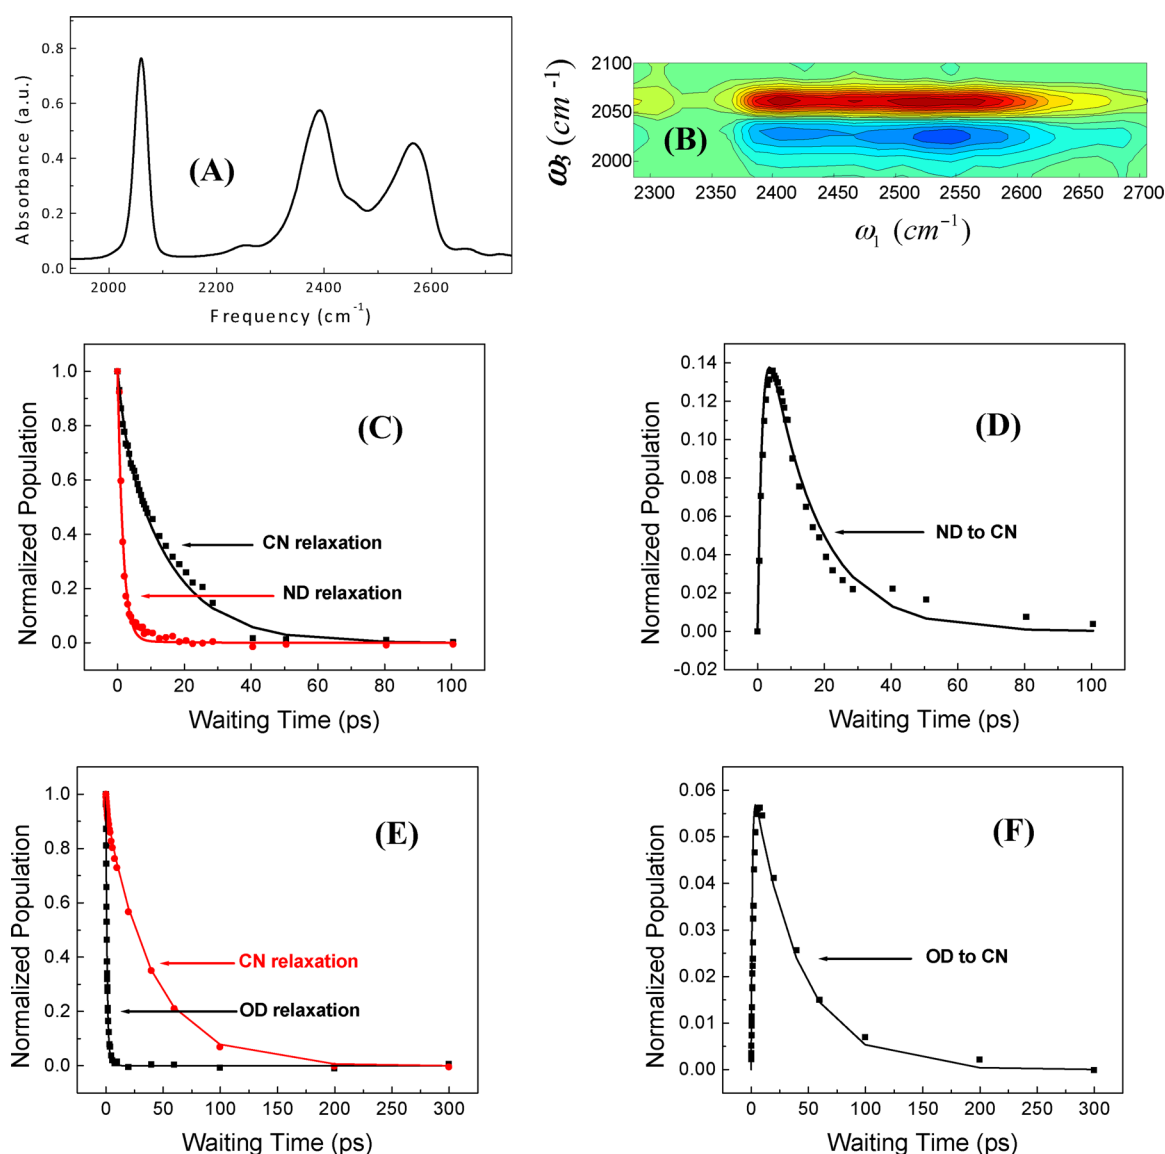 0.8
0.6
0.4
0.2
0.0
Absorbance (a.u.)
(A)
2000 2200 2400 2600
Frequency (cm-1)
2100
2050
2000
ω3 (cm-1)
(B)
2300 2350 2400 2450 2500 2550 2600 2650 2700
ω1 (cm-1)
1.0
0.8
0.6
0.4
0.2
0.0
Normalized Population
(C)
CN relaxation
ND relaxation
0 20 40 60 80 100
Waiting Time (ps)
0.14
0.12
0.10
0.08
0.06
0.04
0.02
0.00
-0.02
Normalized Population
(D)
ND to CN
0 20 40 60 80 100
Waiting Time (ps)
1.0
0.8
0.6
0.4
0.2
0.0
Normalized Population
(E)
CN relaxation
OD relaxation
0 50 100 150 200 250 300
Waiting Time (ps)
0.06
0.05
0.04
0.03
0.02
0.01
0.00
Normalized Population
(F)
OD to CN
0 50 100 150 200 250 300
Waiting Time (ps)